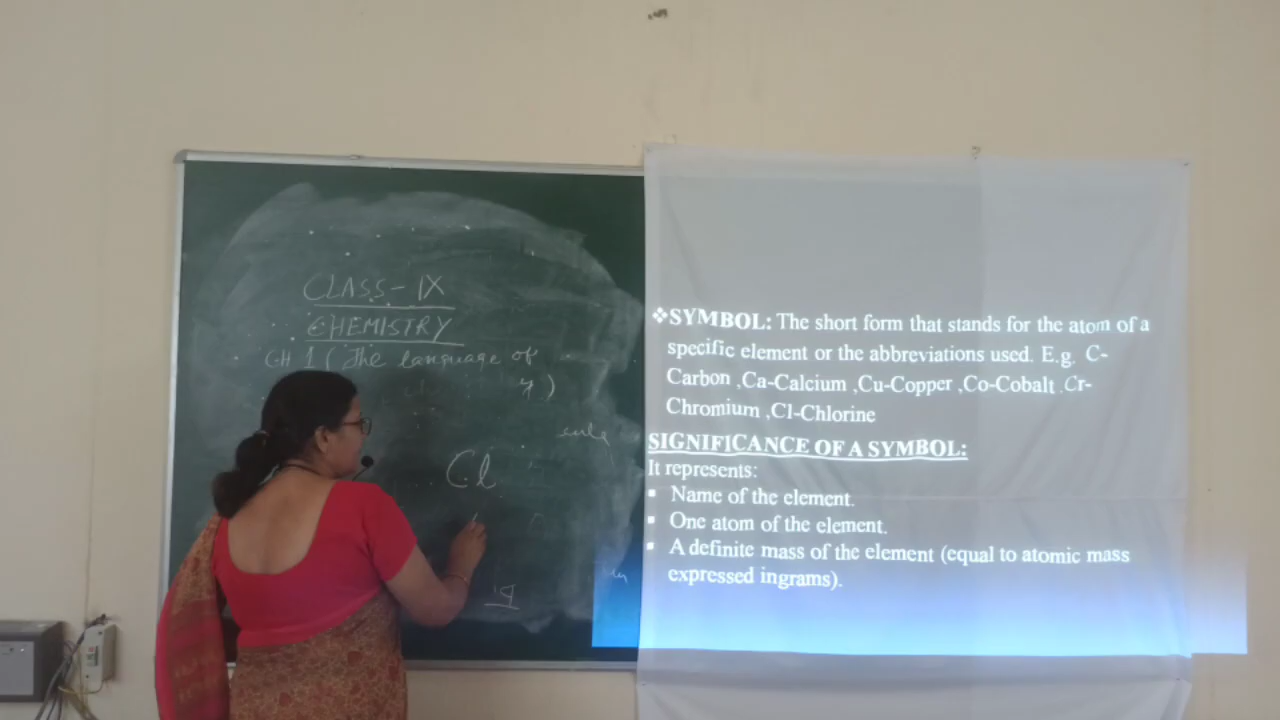 CLASS-IX
CHEMISTRY
CH 1 (The language of
y)
Cl
❖SYMBOL: The short form that stands for the atom of a
specific element or the abbreviations used. E.g. C-
Carbon ,Ca-Calcium ,Cu-Copper ,Co-Cobalt ,Cr-
Chromium ,Cl-Chlorine
SIGNIFICANCE OF A SYMBOL:
It represents:
▪ Name of the element.
▪ One atom of the element.
▪ A definite mass of the element (equal to atomic mass
expressed ingrams).